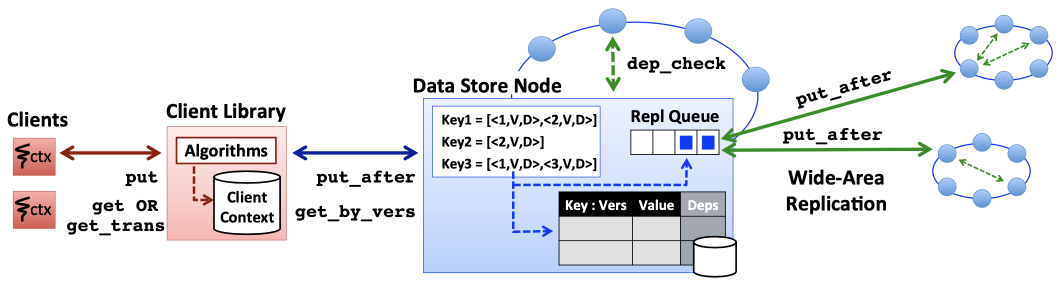 Clients
ctx
ctx
put
get OR
get_trans
Client Library
Algorithms
Client
Context
put_after
get_by_vers
Data Store Node
dep_check
Key1 = [<1,V,D>,<2,V,D>]
Key2 = [<2,V,D>]
Key3 = [<1,V,D>,<3,V,D>]
Repl Queue
Key : Vers Value Deps
put_after
put_after
Wide-Area
Replication